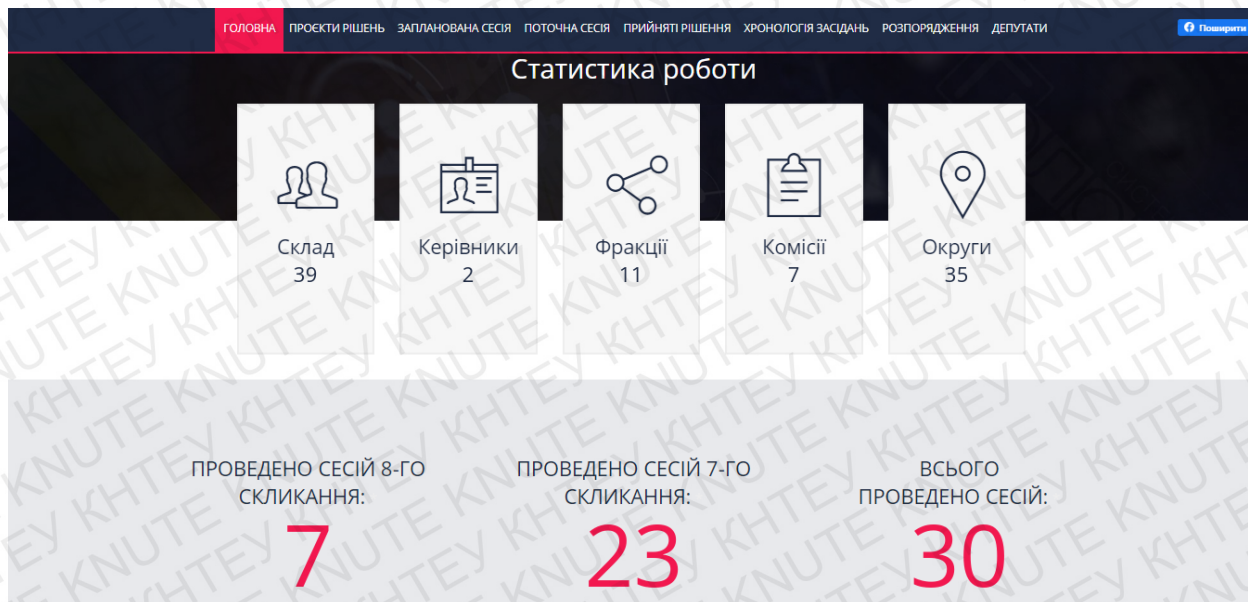 ГОЛОВНА ПРОЄКТИ РІШЕНЬ ЗАПЛАНОВАНА СЕСІЯ ПОТОЧНА СЕСІЯ ПРИЙНЯТІ РІШЕННЯ ХРОНОЛОГІЯ ЗАСІДАНЬ РОЗПОРЯДЖЕННЯ ДЕПУТАТИ Поширити
Статистика роботи
Склад Керівники Фракції Комісії Округи
39 2 11 7 35
ПРОВЕДЕНО СЕСІЙ 8-ГО ПРОВЕДЕНО СЕСІЙ 7-ГО ВСЬОГО
СКЛИКАННЯ: СКЛИКАННЯ: ПРОВЕДЕНО СЕСІЙ:
7 23 30
КНТЕУ KNUTE